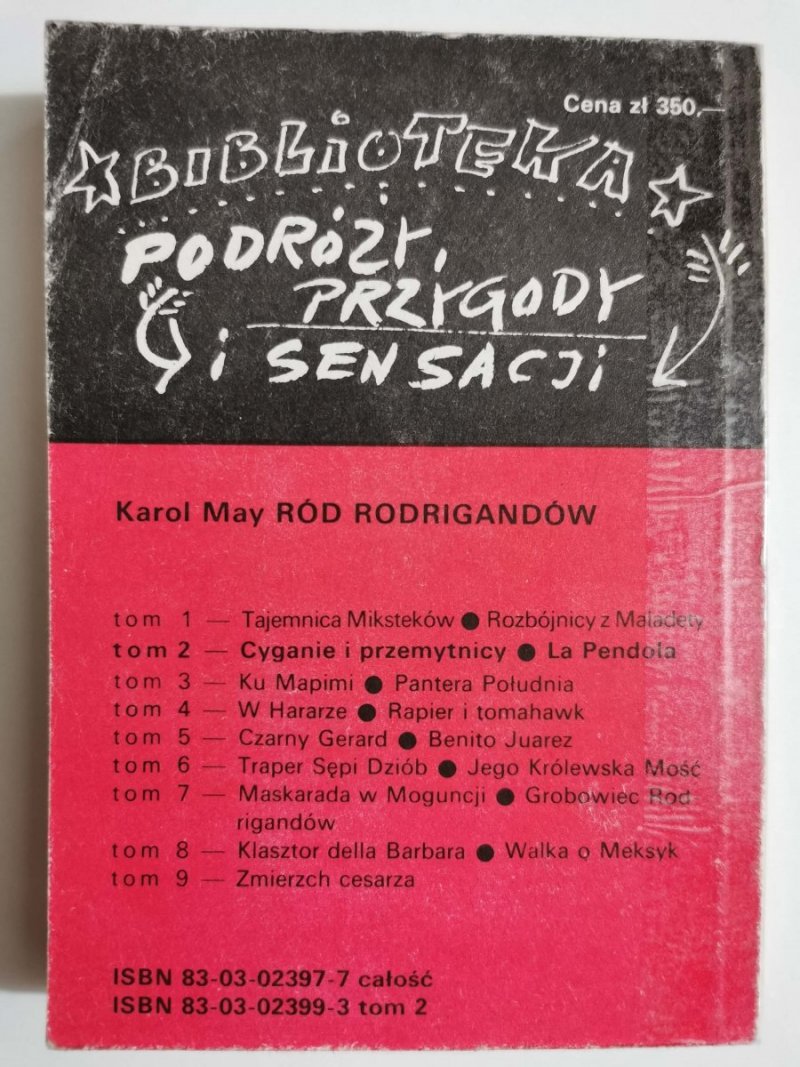 Cena zł 350,—
BIBLIOTEKA
PODRÓŻY,
PRZYGODY
i SENSACJI
Karol May RÓD RODRIGANDÓW
tom 1 — Tajemnica Miksteków ● Rozbójnicy z Maladety
tom 2 — Cyganie i przemytnicy ● La Pendola
tom 3 — Ku Mapimi ● Pantera Południa
tom 4 — W Hararze ● Rapier i tomahawk
tom 5 — Czarny Gerard ● Benito Juarez
tom 6 — Traper Sępi Dziób ● Jego Królewska Mość
tom 7 — Maskarada w Moguncji ● Grobowiec Rod
rigandów
tom 8 — Klasztor della Barbara ● Walka o Meksyk
tom 9 — Zmierzch cesarza
ISBN 83-03-02397-7 całość
ISBN 83-03-02399-3 tom 2